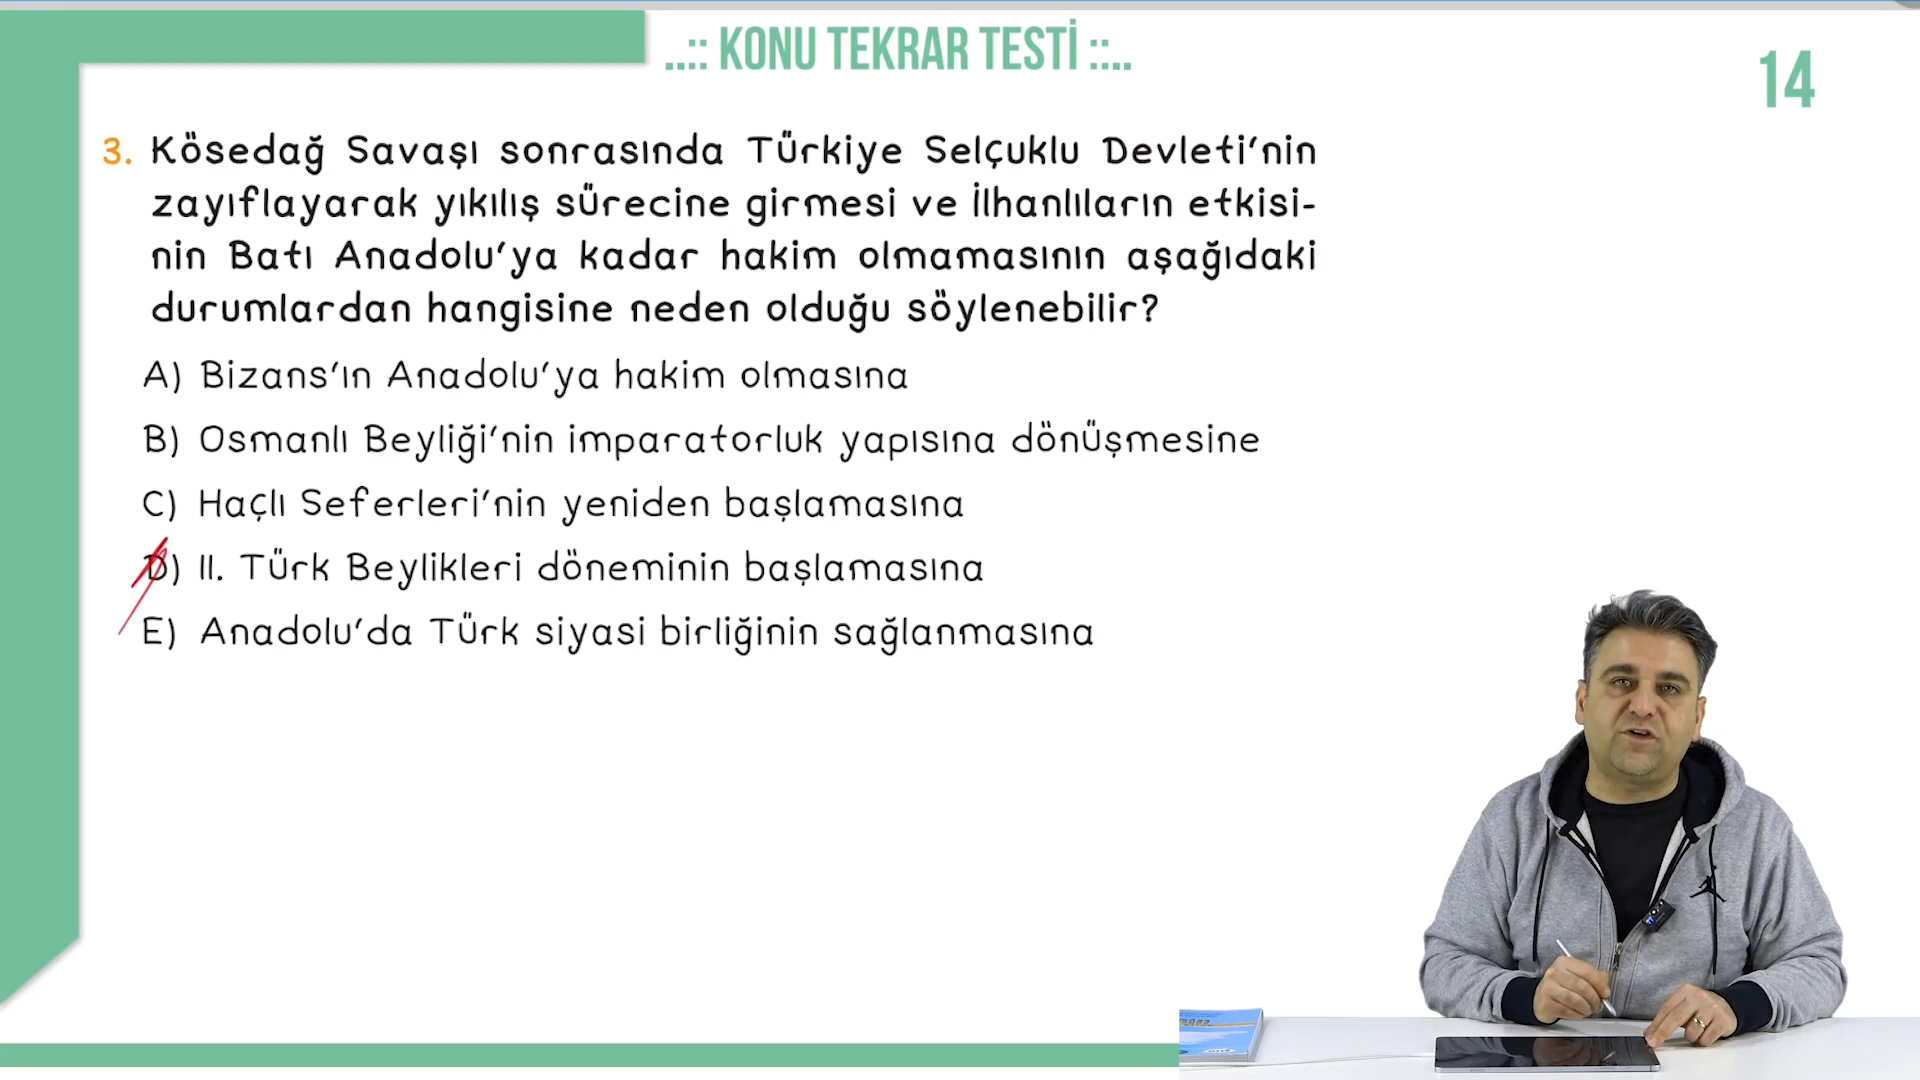 ..:: KONU TEKRAR TESTİ ::..
14
3. Kösedağ Savaşı sonrasında Türkiye Selçuklu Devleti'nin
zayıflayarak yıkılış sürecine girmesi ve İlhanlıların etkisi-
nin Batı Anadolu'ya kadar hakim olmamasının aşağıdaki
durumlardan hangisine neden olduğu söylenebilir?
A) Bizans'ın Anadolu'ya hakim olmasına
B) Osmanlı Beyliği'nin imparatorluk yapısına dönüşmesine
C) Haçlı Seferleri'nin yeniden başlamasına
D) II. Türk Beylikleri döneminin başlamasına
E) Anadolu'da Türk siyasi birliğinin sağlanmasına